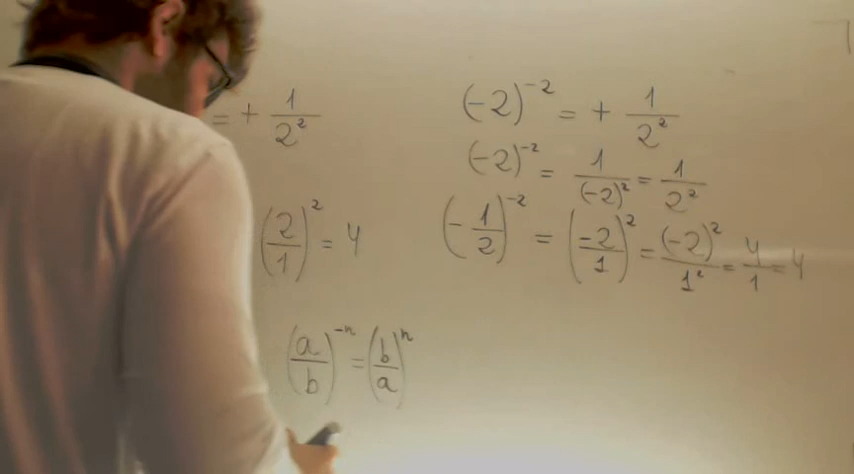 = + 1/2²
(2/1)² = 4
(a/b)⁻ⁿ = (b/a)ⁿ
(-2)⁻² = + 1/2²
(-2)⁻² = 1/(-2)² = 1/2²
(- 1/2)⁻² = (-2/1)² = (-2)²/1² = 4/1 = 4